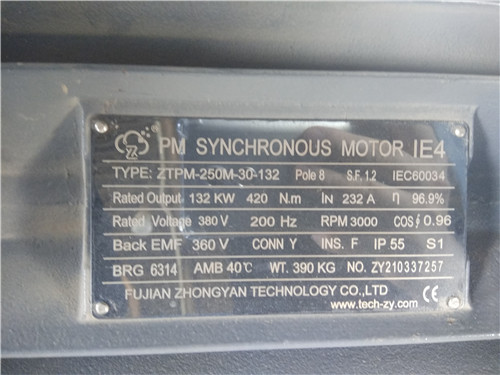 PM SYNCHRONOUS MOTOR IE4
TYPE: ZTPM-250M-30-132 Pole 8 S.F. 1.2 IEC60034
Rated Output 132 KW 420 N.m IN 232 A η 96.9%
Rated Voltage 380 V 200 Hz RPM 3000 COS∮ 0.96
Back EMF 360 V CONN Y INS. F IP 55 S1
BRG 6314 AMB 40℃ WT. 390 KG NO. ZY210337257
FUJIAN ZHONGYAN TECHNOLOGY CO.,LTD
www.tech-zy.com CE